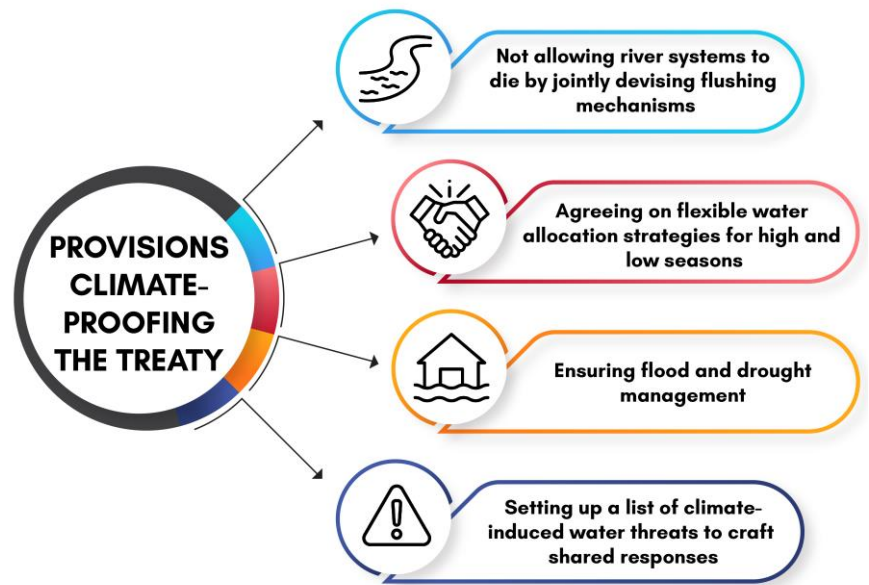 PROVISIONS
CLIMATE-
PROOFING
THE TREATY
Not allowing river systems to
die by jointly devising flushing
mechanisms
Agreeing on flexible water
allocation strategies for high and
low seasons
Ensuring flood and drought
management
Setting up a list of climate-
induced water threats to craft
shared responses